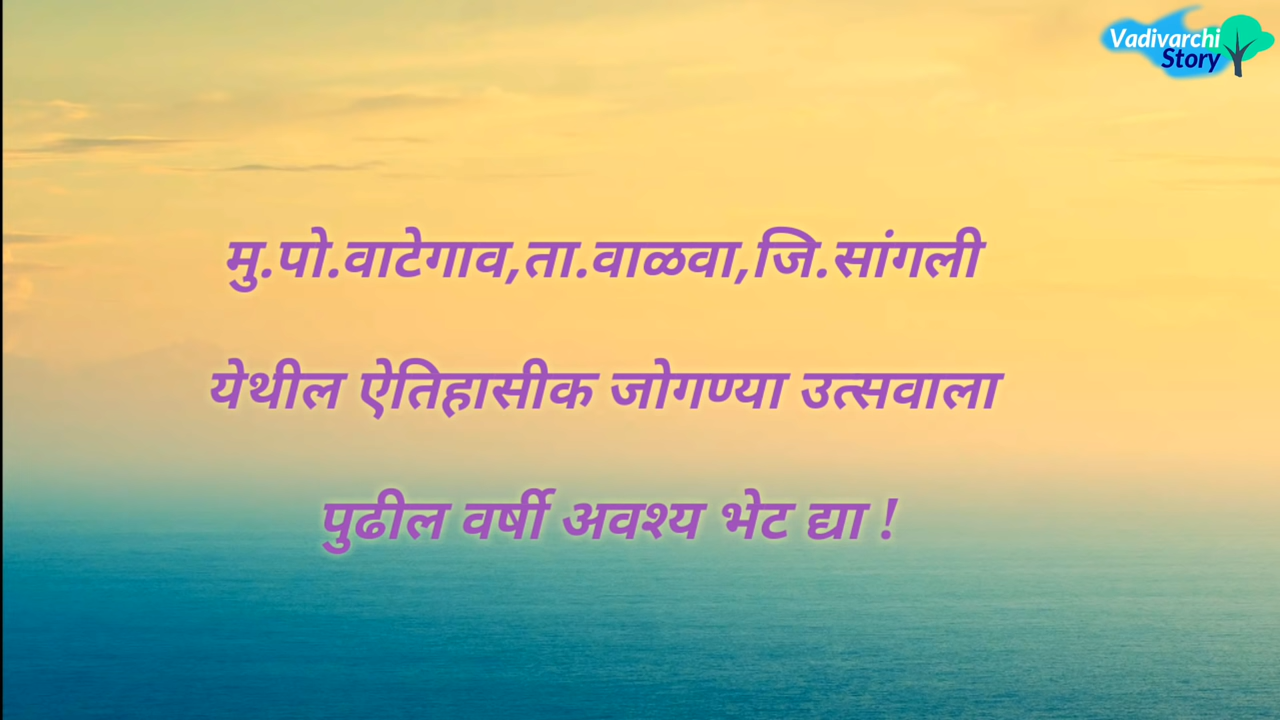 Vadivarchi
Story
मु.पो.वाटेगाव,ता.वाळवा,जि.सांगली
येथील ऐतिहासीक जोगण्या उत्सवाला
पुढील वर्षी अवश्य भेट द्या !